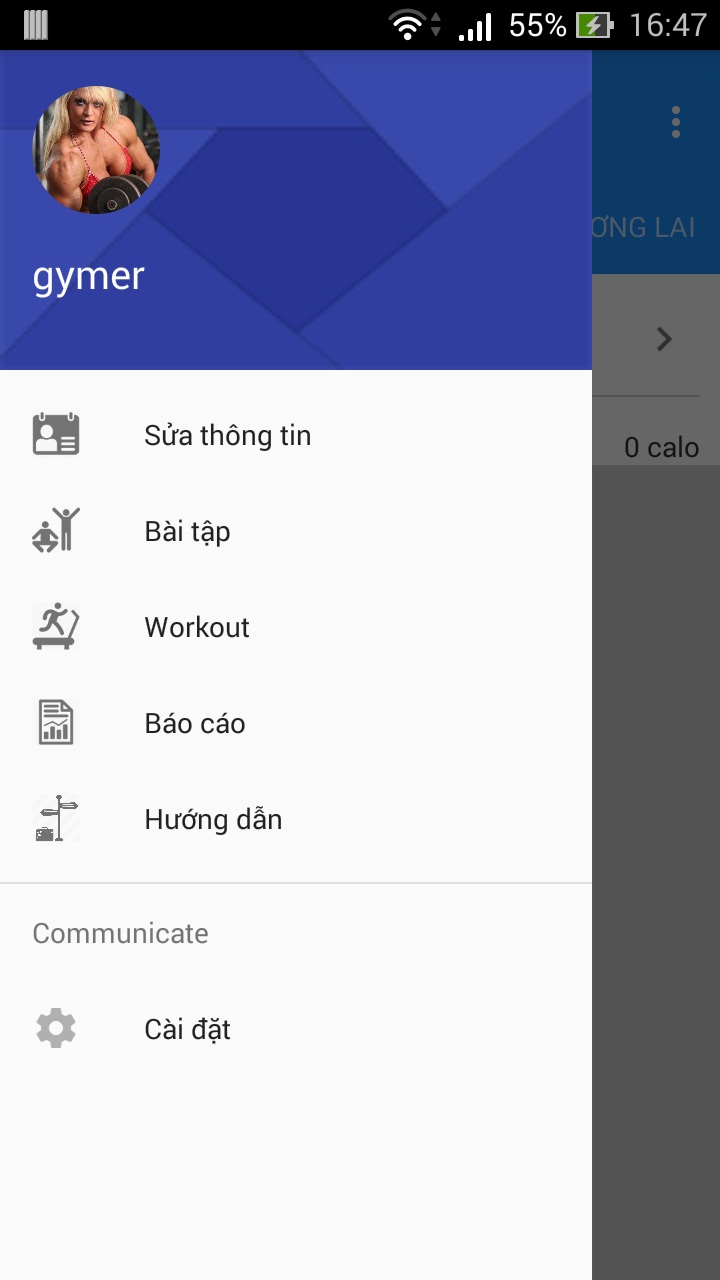 55% 16:47
gymer
ƠNG LAI
Sửa thông tin
0 calo
Bài tập
Workout
Báo cáo
Hướng dẫn
Communicate
Cài đặt